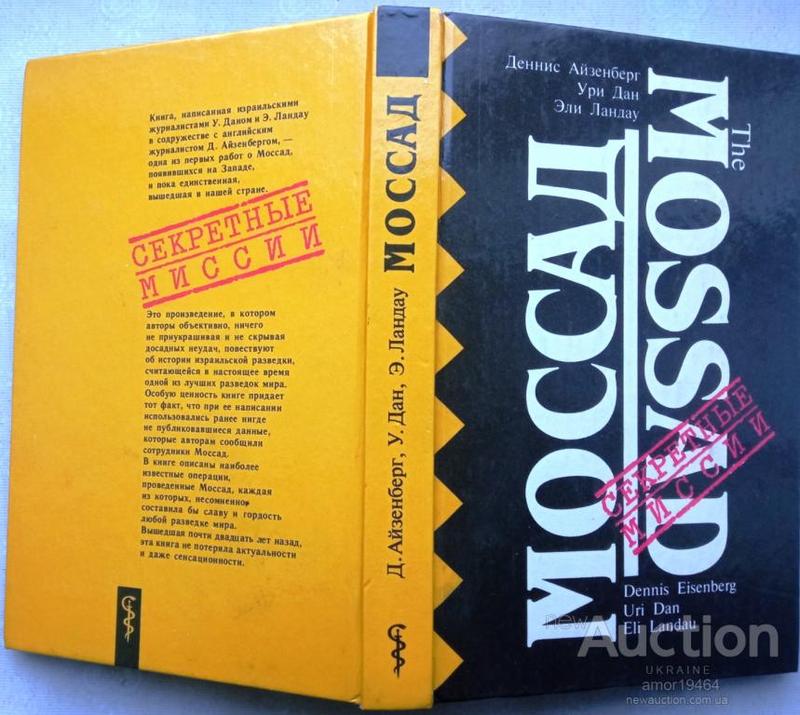 Книга, написанная израильскими
журналистами У. Даном и Э. Ландау
в содружестве с английским
журналистом Д. Айзенбергом, —
одна из первых работ о Моссад,
появившихся на Западе,
и пока единственная,
вышедшая в нашей стране.
СЕКРЕТНЫЕ
МИССИИ
Это произведение, в котором
авторы объективно, ничего
не приукрашивая и не скрывая
досадных неудач, повествуют
об истории израильской разведки,
считающейся в настоящее время
одной из лучших разведок мира.
Особую ценность книге придает
тот факт, что при ее написании
использовались ранее нигде
не публиковавшиеся данные,
которые авторам сообщили
сотрудники Моссад.
В книге описаны наиболее
известные операции,
проведенные Моссад, каждая
из которых, несомненно,
составила бы славу и гордость
любой разведке мира.
Вышедшая почти двадцать лет назад,
эта книга не потеряла актуальности
и даже сенсационности.
Д. Айзенберг, У. Дан, Э. Ландау МОССАД
Деннис Айзенберг
Ури Дан
Эли Ландау
МОССАД
The
MOSSAD
СЕКРЕТНЫЕ
МИССИИ
Dennis Eisenberg
Uri Dan
Eli Landau
newAuction
UKRAINE
amor19464
newauction.com.ua